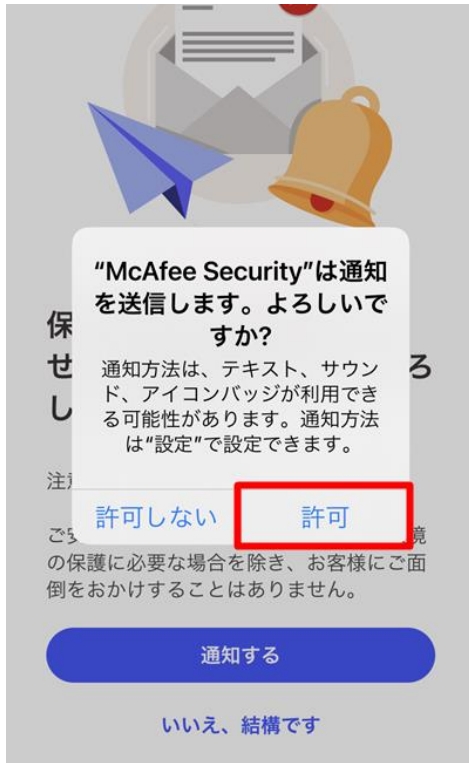 “McAfee Security”は通知
を送信します。よろしいで
すか?
通知方法は、テキスト、サウン
ド、アイコンバッジが利用でき
る可能性があります。通知方法
は“設定”で設定できます。
許可しない
許可
保
せ
ろ
し
注
ご
境
の保護に必要な場合を除き、お客様にご面
倒をおかけすることはありません。
通知する
いいえ、結構です